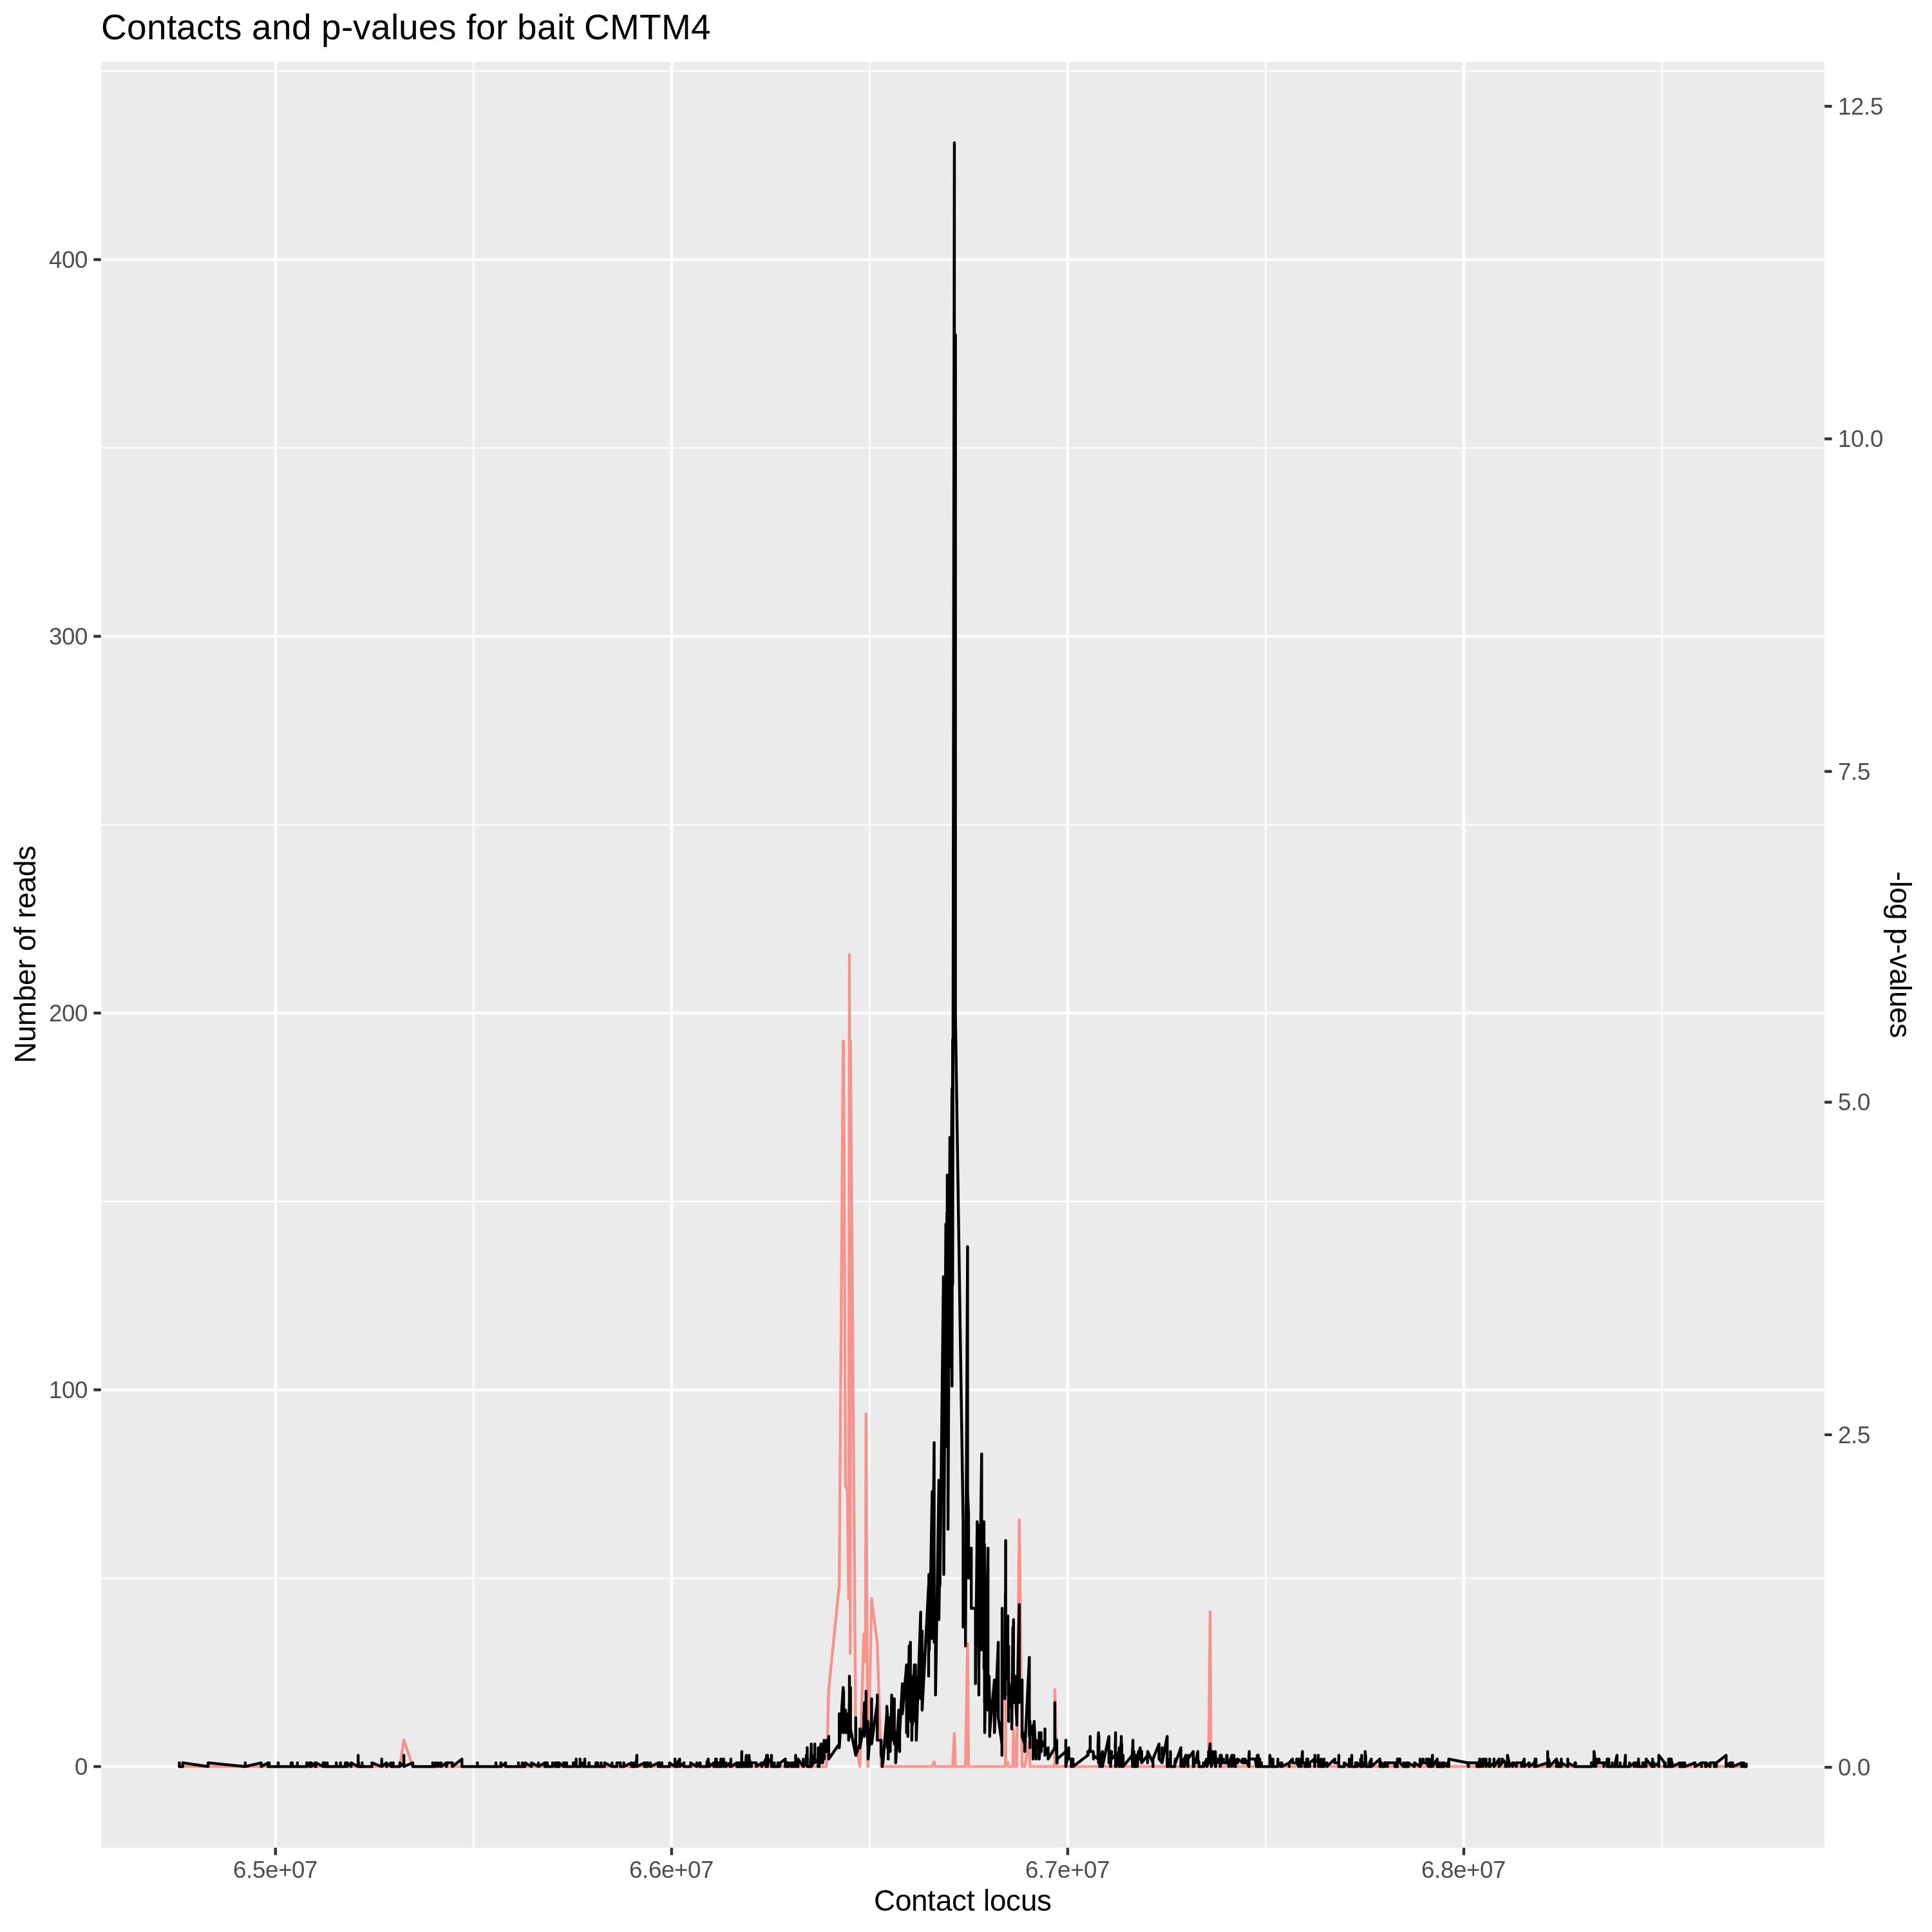 Contacts and p-values for bait CMTM4
12.5
400
10.0
300
7.5
Number of reads
-log p-values
200
5.0
100
2.5
0
0.0
6.5e+07
6.6e+07
6.7e+07
6.8e+07
Contact locus